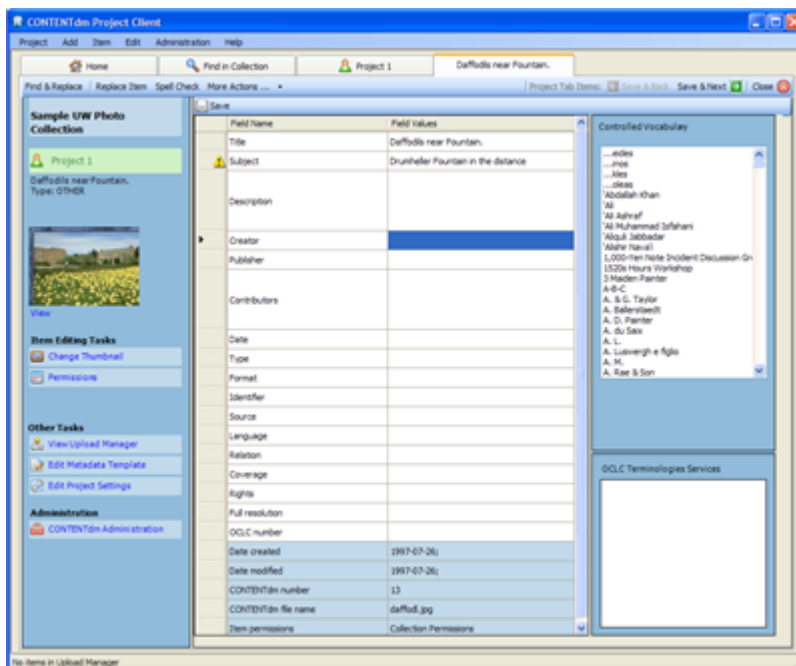 CONTENTdm Project Client
Project Add Item Edit Administration Help
Home Find in Collection Project 1 Daffodils near Fountain.
Find & Replace Replace Item Spell Check More Actions ... Project Tab Items: Save & Back Save & Next Close
Sample UW Photo
Collection
Project 1
Daffodils near Fountain.
Type: OTHER
View
Item Editing Tasks
Change Thumbnail
Permissions
Other Tasks
View Upload Manager
Edit Metadata Template
Edit Project Settings
Administration
CONTENTdm Administration
Save
Field Name Field Values
Title Daffodils near Fountain.
Subject Drumheller Fountain in the distance
Description
Creator
Publisher
Contributors
Date
Type
Format
Identifier
Source
Language
Relation
Coverage
Rights
Full resolution
OCLC number
Date created 1997-07-26;
Date modified 1997-07-26;
CONTENTdm number 13
CONTENTdm file name daffodil.jpg
Item permissions Collection Permissions
Controlled Vocabulary
...eides
...inos
...kles
...oleas
'Abdallah Khan
'Ali
'Ali Ashraf
'Ali Muhammad Isfahani
'Aliquli Jabbadar
'Alishir Nava'i
1,000-Yen Note Incident Discussion Gr
1520s Hours Workshop
3 Maiden Painter
A-B-C
A. & G. Taylor
A. Ballerstaedt
A. D. Painter
A. du Saix
A. L.
A. Luswergh e figlio
A. M.
A. Rae & Son
OCLC Terminologies Services
No items in Upload Manager